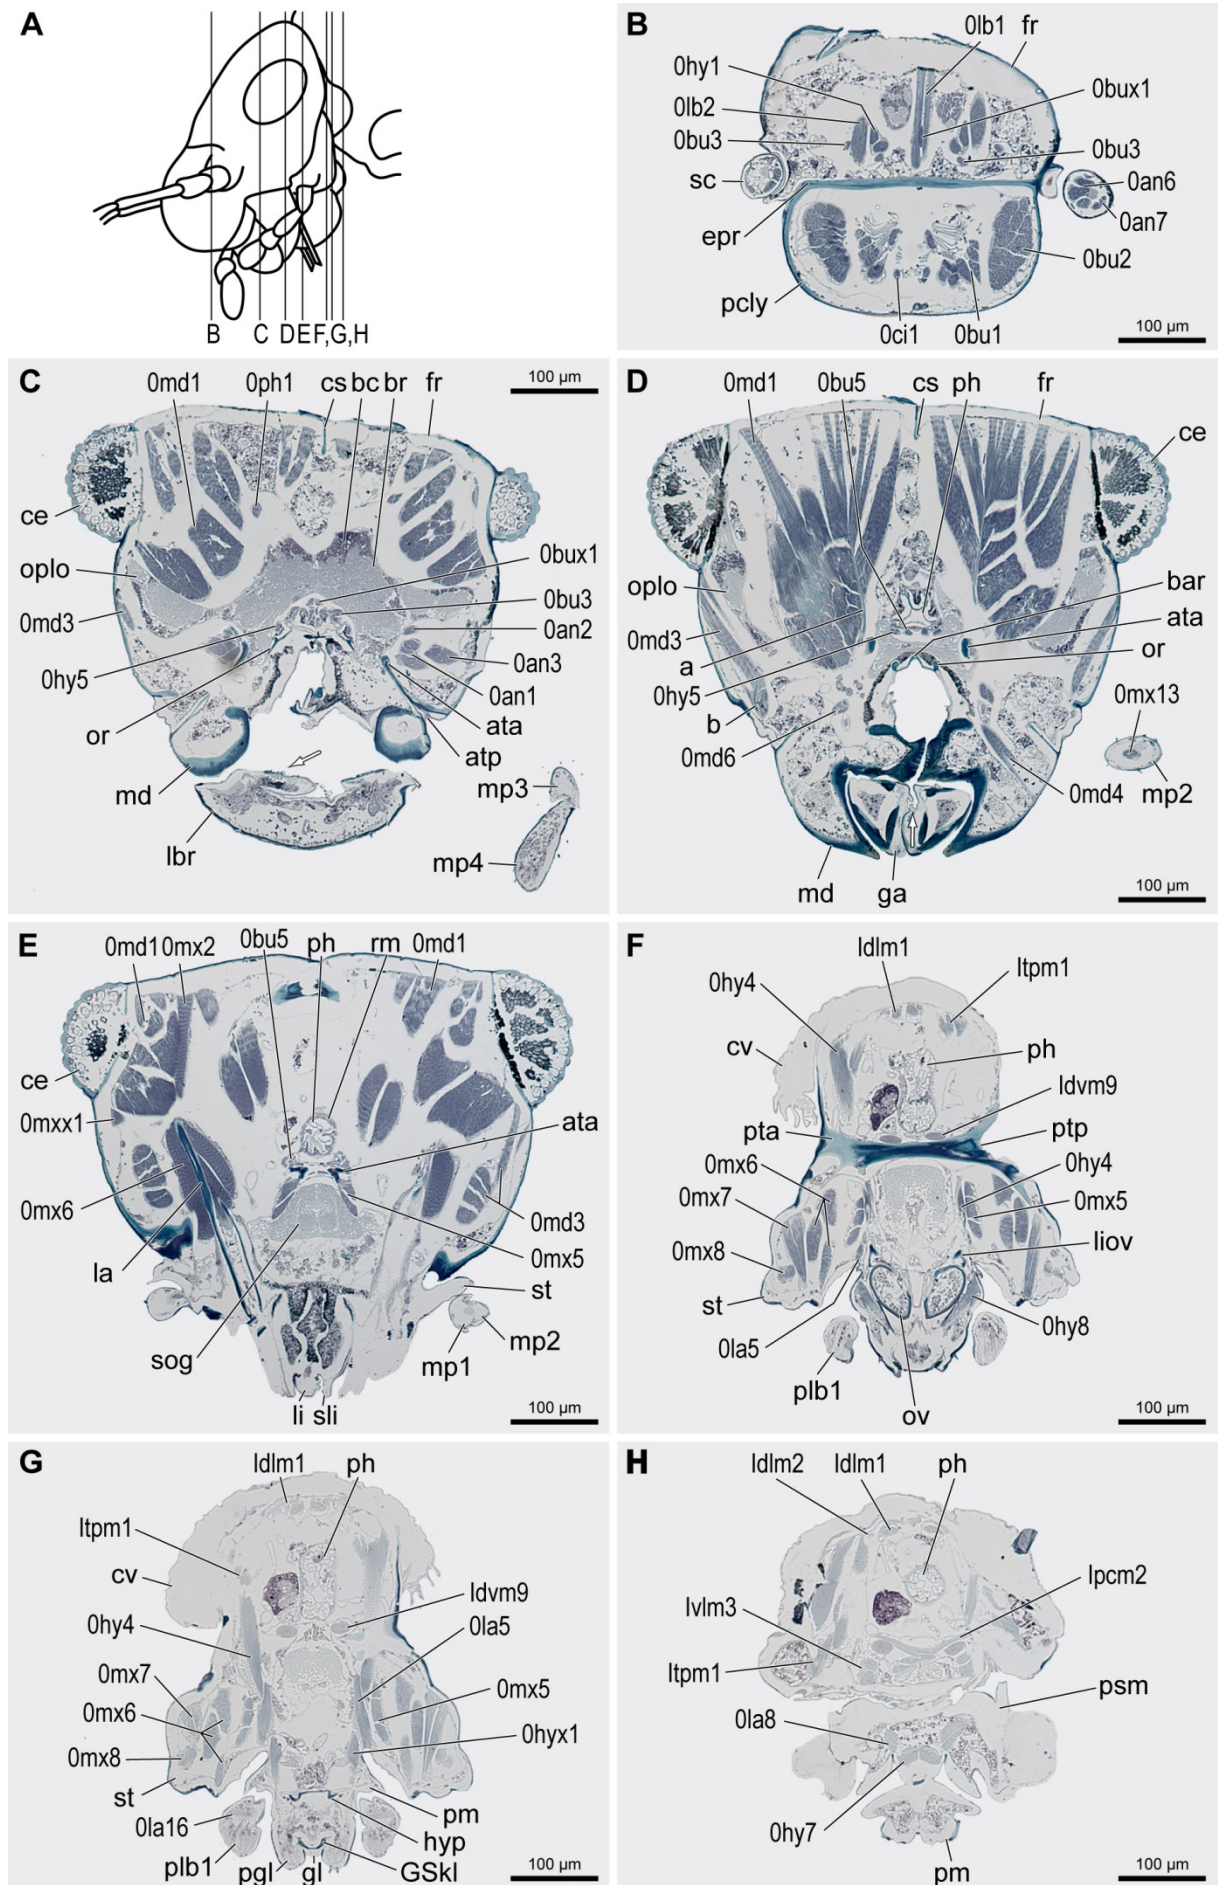 A
B C D E F, G, H
B
0lb1 fr
0hy1
0lb2
0bu3
0bux1
0bu3
sc
0an6
0an7
epr
0bu2
pcly
0ci1 0bu1
100 µm
C
0md1 0ph1 cs bc br fr
100 µm
ce
oplo
0md3
0bux1
0bu3
0an2
0an3
0hy5
0an1
or
ata
atp
md
mp3
lbr
mp4
D
0md1 0bu5 cs ph fr
ce
oplo
bar
0md3
ata
a
or
0hy5
0mx13
b
0md6
0md4
mp2
md ga
100 µm
E
0md1 0mx2 0bu5 ph rm 0md1
ce
0mxx1
ata
0mx6
0md3
la
0mx5
st
sog
mp1 mp2
li sli
100 µm
F
Idlm1
Itpm1
0hy4
cv
ph
Idvm9
pta
ptp
0mx6
0hy4
0mx7
0mx5
0mx8
liov
st
0la5
0hy8
plb1
ov
100 µm
G
Idlm1 ph
Itpm1
cv
Idvm9
0hy4
0la5
0mx7
0mx6
0mx5
0mx8
0hyx1
st
0la16
pm
plb1
hyp
pgl gl GSkl
100 µm
H
Idlm2 Idlm1 ph
Ipcm2
Ivlm3
Itpm1
psm
0la8
0hy7
pm
100 µm